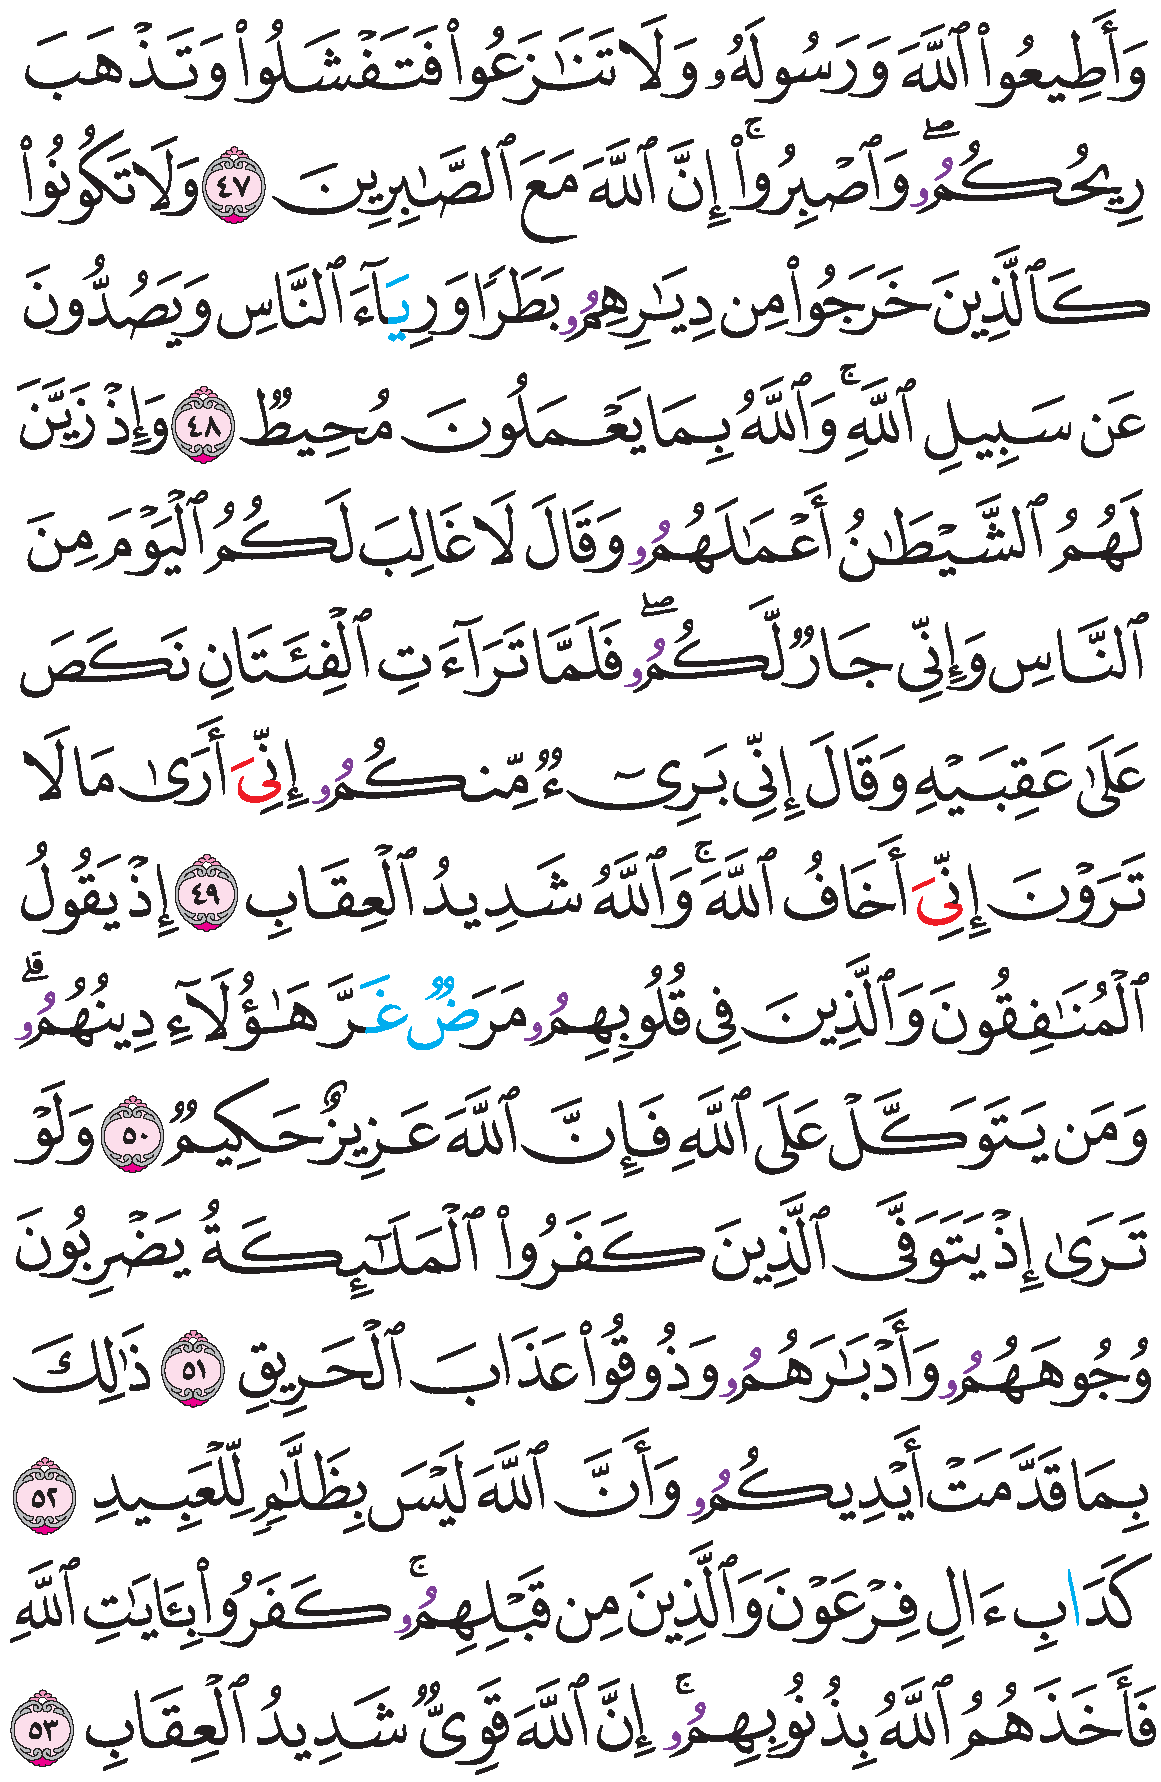 وَأَطِيعُوا۟ ٱللَّهَ وَرَسُولَهُۥ وَلَا تَنَـٰزَعُوا۟ فَتَفْشَلُوا۟ وَتَذْهَبَ
رِيحُكُمُۥۖ وَٱصْبِرُوٓا۟ۚ إِنَّ ٱللَّهَ مَعَ ٱلصَّـٰبِرِينَ ٤٧ وَلَا تَكُونُوا۟
كَٱلَّذِينَ خَرَجُوا۟ مِن دِيَـٰرِهِمُۥ بَطَرًا وَرِيَآءَ ٱلنَّاسِ وَيَصُدُّونَ
عَن سَبِيلِ ٱللَّهِۚ وَٱللَّهُ بِمَا يَعْمَلُونَ مُحِيطٌ ٤٨ وَإِذْ زَيَّنَ
لَهُمُ ٱلشَّيْطَـٰنُ أَعْمَـٰلَهُمُۥ وَقَالَ لَا غَالِبَ لَكُمُ ٱلْيَوْمَ مِنَ
ٱلنَّاسِ وَإِنِّى جَارٌ لَّكُمُۥۖ فَلَمَّا تَرَآءَتِ ٱلْفِئَتَانِ نَكَصَ
عَلَىٰ عَقِبَيْهِ وَقَالَ إِنِّى بَرِىٓءٌ مِّنكُمُۥ إِنِّىَ أَرَىٰ مَا لَا
تَرَوْنَ إِنِّىَ أَخَافُ ٱللَّهَۚ وَٱللَّهُ شَدِيدُ ٱلْعِقَابِ ٤٩ إِذْ يَقُولُ
ٱلْمُنَـٰفِقُونَ وَٱلَّذِينَ فِى قُلُوبِهِمُۥ مَرَضٌ غَرَّ هَـٰٓؤُلَآءِ دِينُهُمُۥۗ
وَمَن يَتَوَكَّلْ عَلَى ٱللَّهِ فَإِنَّ ٱللَّهَ عَزِيزٌ حَكِيمٌ ٥٠ وَلَوْ
تَرَىٰ إِذْ يَتَوَفَّى ٱلَّذِينَ كَفَرُوا۟ ٱلْمَلَـٰٓئِكَةُ يَضْرِبُونَ
وُجُوهَهُمُۥ وَأَدْبَـٰرَهُمُۥ وَذُوقُوا۟ عَذَابَ ٱلْحَرِيقِ ٥١ ذَٰلِكَ
بِمَا قَدَّمَتْ أَيْدِيكُمُۥ وَأَنَّ ٱللَّهَ لَيْسَ بِظَلَّـٰمٍ لِّلْعَبِيدِ ٥٢
كَدَابِ ءَالِ فِرْعَوْنَ وَٱلَّذِينَ مِن قَبْلِهِمُۥۚ كَفَرُوا۟ بِـَٔايَـٰتِ ٱللَّهِ
فَأَخَذَهُمُ ٱللَّهُ بِذُنُوبِهِمُۥۚ إِنَّ ٱللَّهَ قَوِىٌّ شَدِيدُ ٱلْعِقَابِ ٥٣